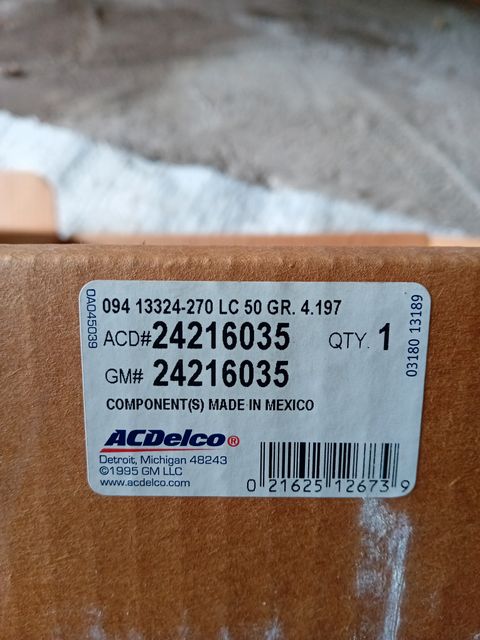 094 13324-270 LC 50 GR. 4.197
ACD# 24216035 QTY. 1
GM# 24216035
COMPONENT(S) MADE IN MEXICO
ACDelco®
Detroit, Michigan 48243
©1995 GM LLC
www.acdelco.com
0 21625 12673 9
0A045039
03180 13189